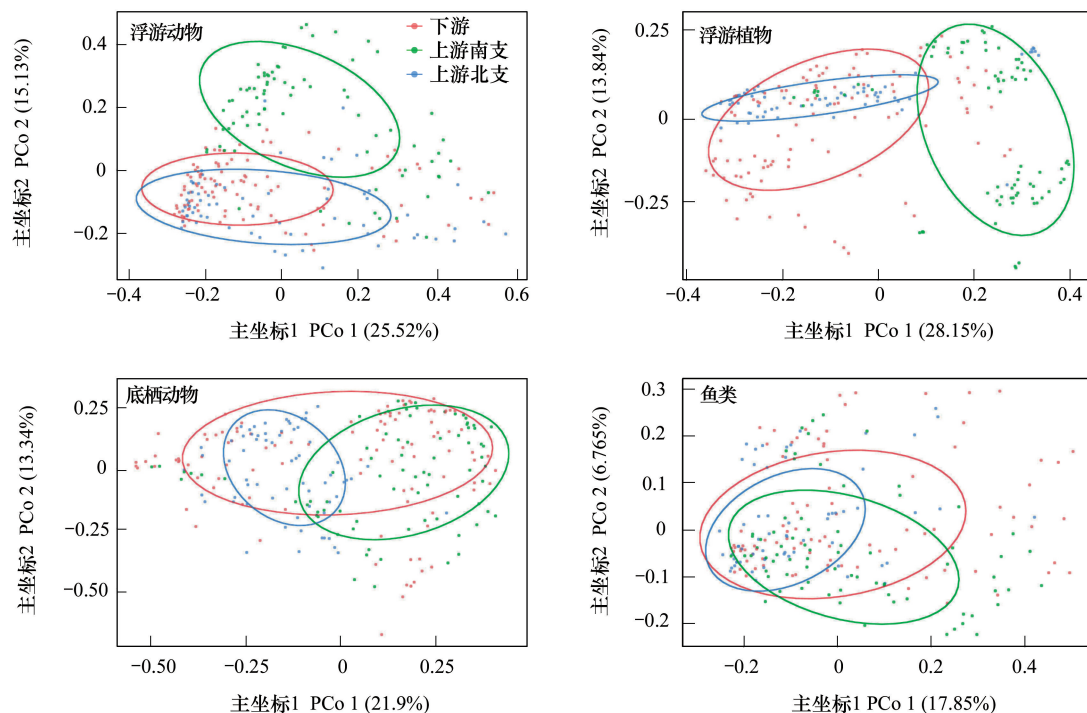 浮游动物
下游
上游南支
上游北支
主坐标2 PCo 2 (15.13%)
0.4
0.2
0
−0.2
−0.4 −0.2 0 0.2 0.4 0.6
主坐标1 PCo 1 (25.52%)
浮游植物
主坐标2 PCo 2 (13.84%)
0.25
0
−0.25
−0.4 −0.2 0 0.2 0.4
主坐标1 PCo 1 (28.15%)
底栖动物
主坐标2 PCo 2 (13.34%)
0.25
0
−0.25
−0.50
−0.50 −0.25 0 0.25
主坐标1 PCo 1 (21.9%)
鱼类
主坐标2 PCo 2 (6.765%)
0.3
0.2
0.1
0
−0.1
−0.2
−0.2 0 0.2 0.4
主坐标1 PCo 1 (17.85%)